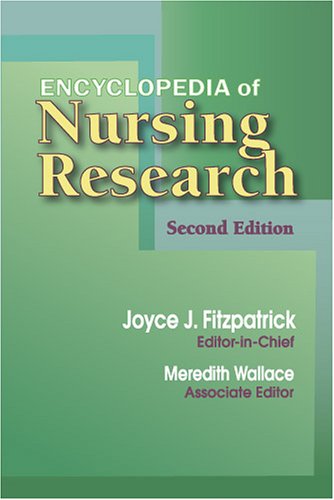 ENCYCLOPEDIA of
Nursing
Research
Second Edition
Joyce J. Fitzpatrick
Editor-in-Chief
Meredith Wallace
Associate Editor